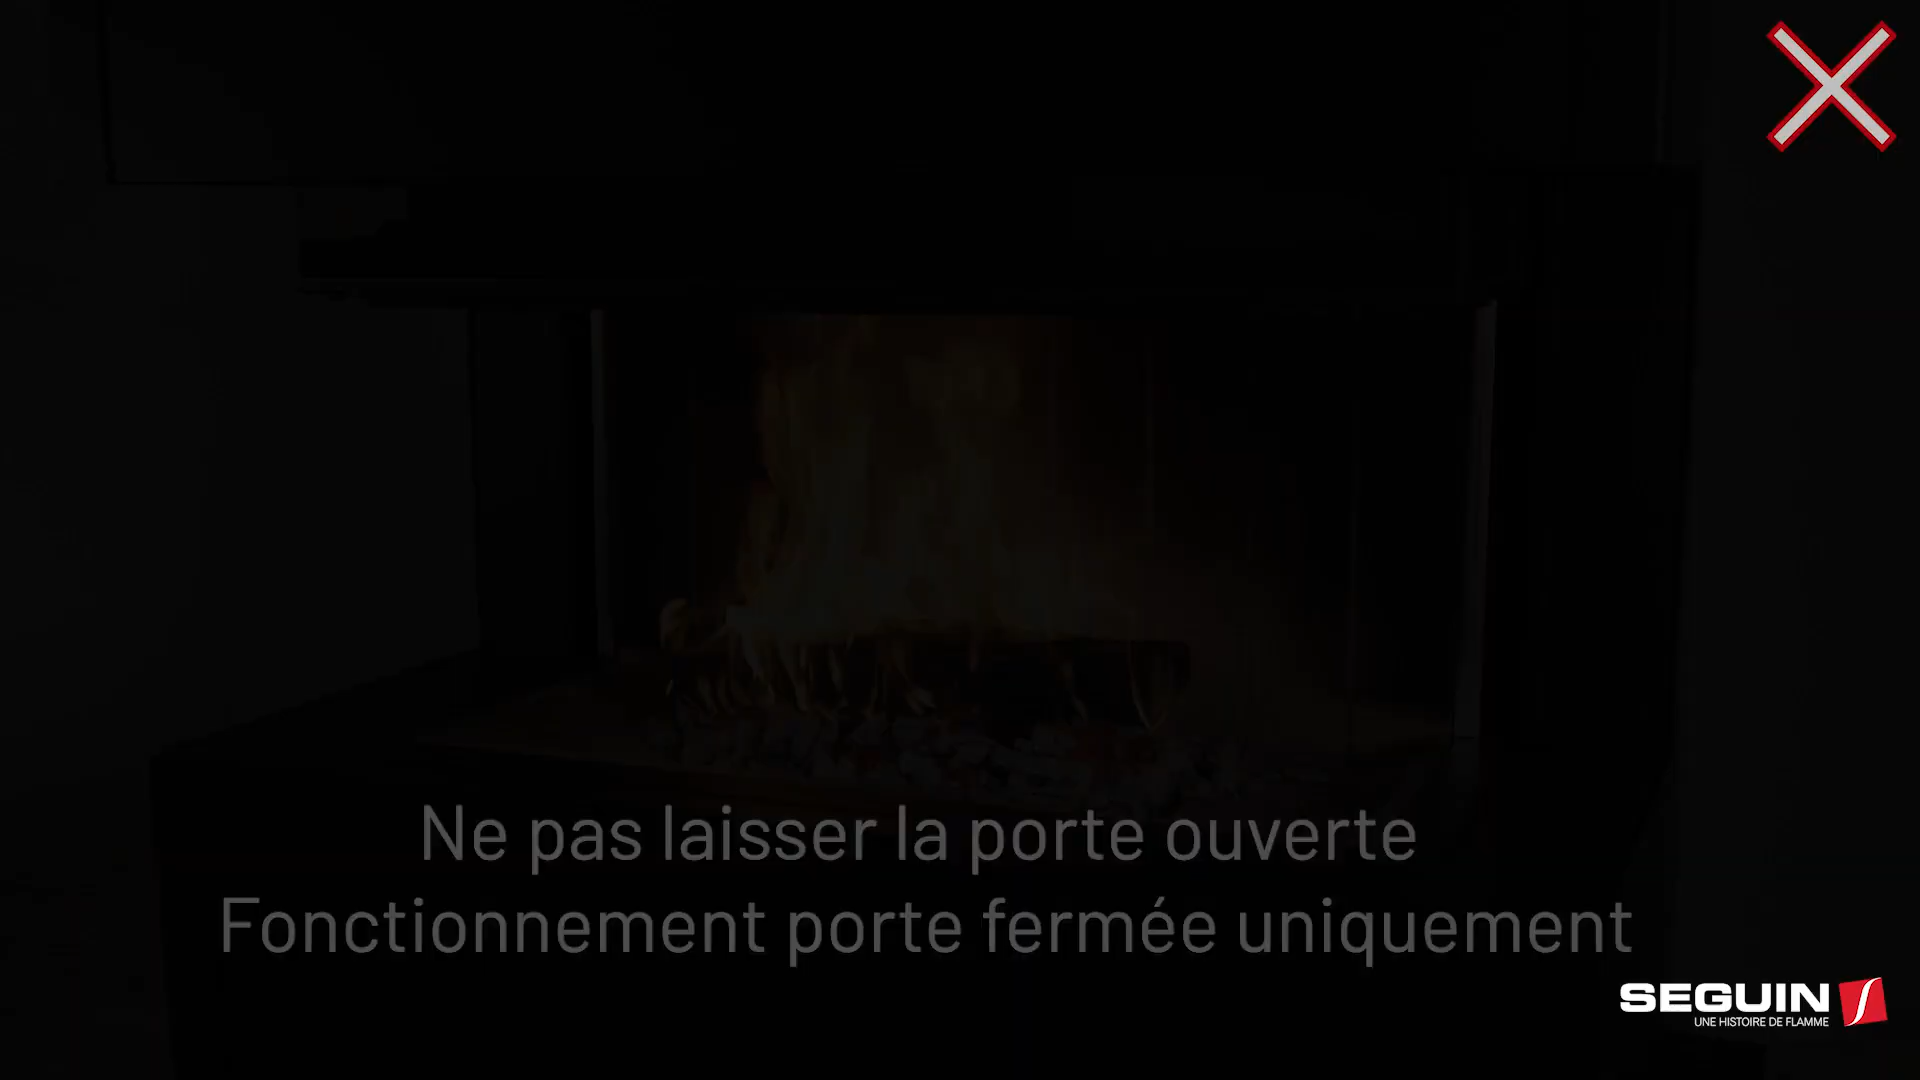 Ne pas laisser la porte ouverte
Fonctionnement porte fermée uniquement
SEGUIN
UNE HISTOIRE DE FLAMME